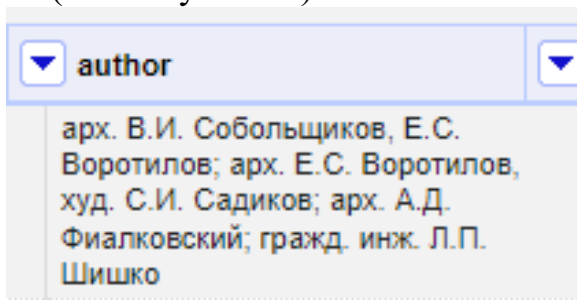 author
арх. В.И. Собольщиков, Е.С.
Воротилов; арх. Е.С. Воротилов,
худ. С.И. Садиков; арх. А.Д.
Фиалковский; гражд. инж. Л.П.
Шишко